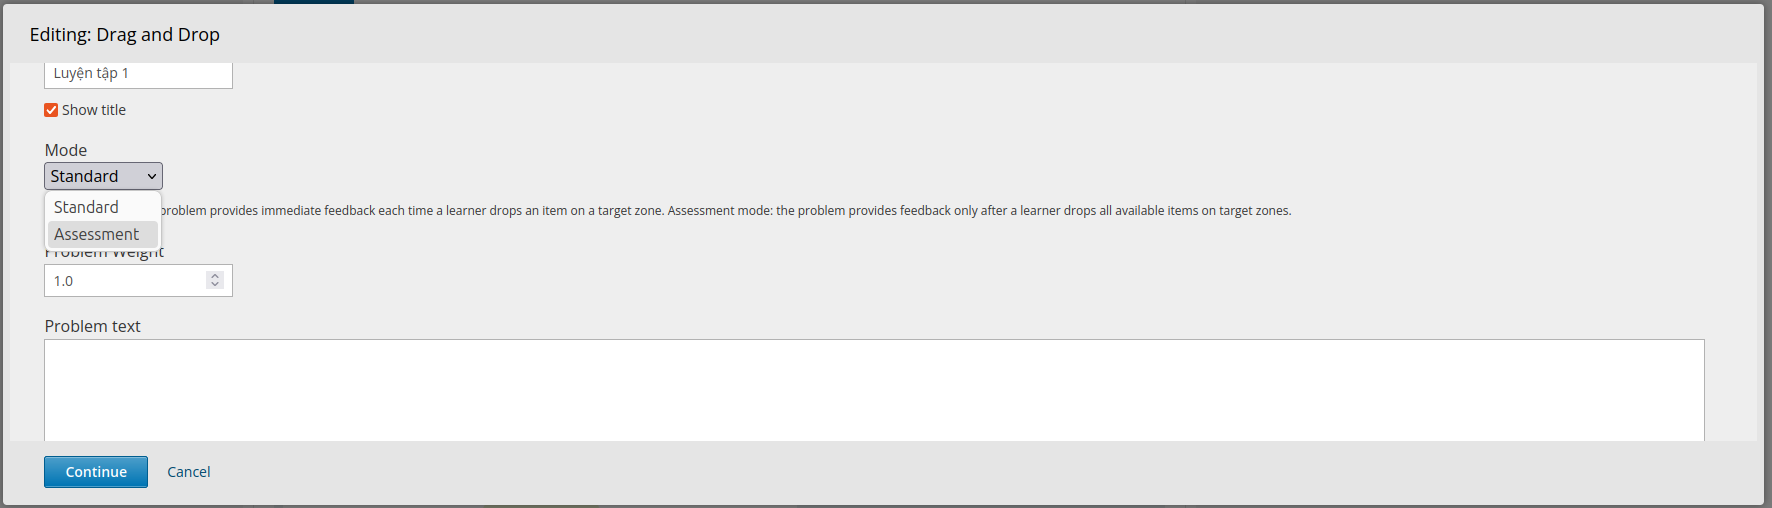 Editing: Drag and Drop
Luyện tập 1
Show title
Mode
Standard
Standard
problem provides immediate feedback each time a learner drops an item on a target zone. Assessment mode: the problem provides feedback only after a learner drops all available items on target zones.
Assessment
Problem Weight
1.0
Problem text
Continue
Cancel